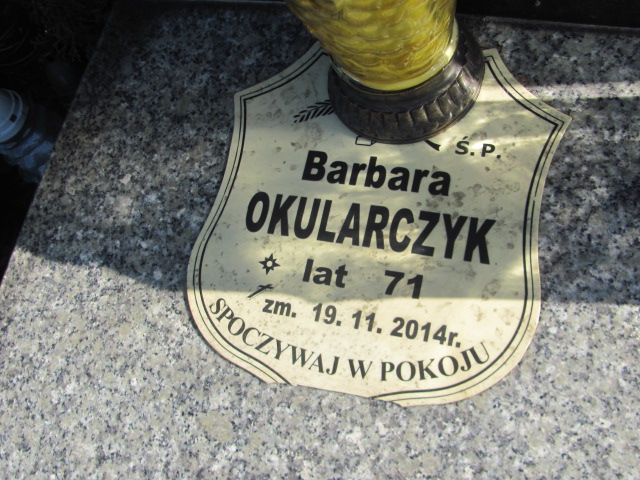 Ś.P.
Barbara
OKULARCZYK
lat 71
zm. 19. 11. 2014r.
SPOCZYWAJ W POKOJU